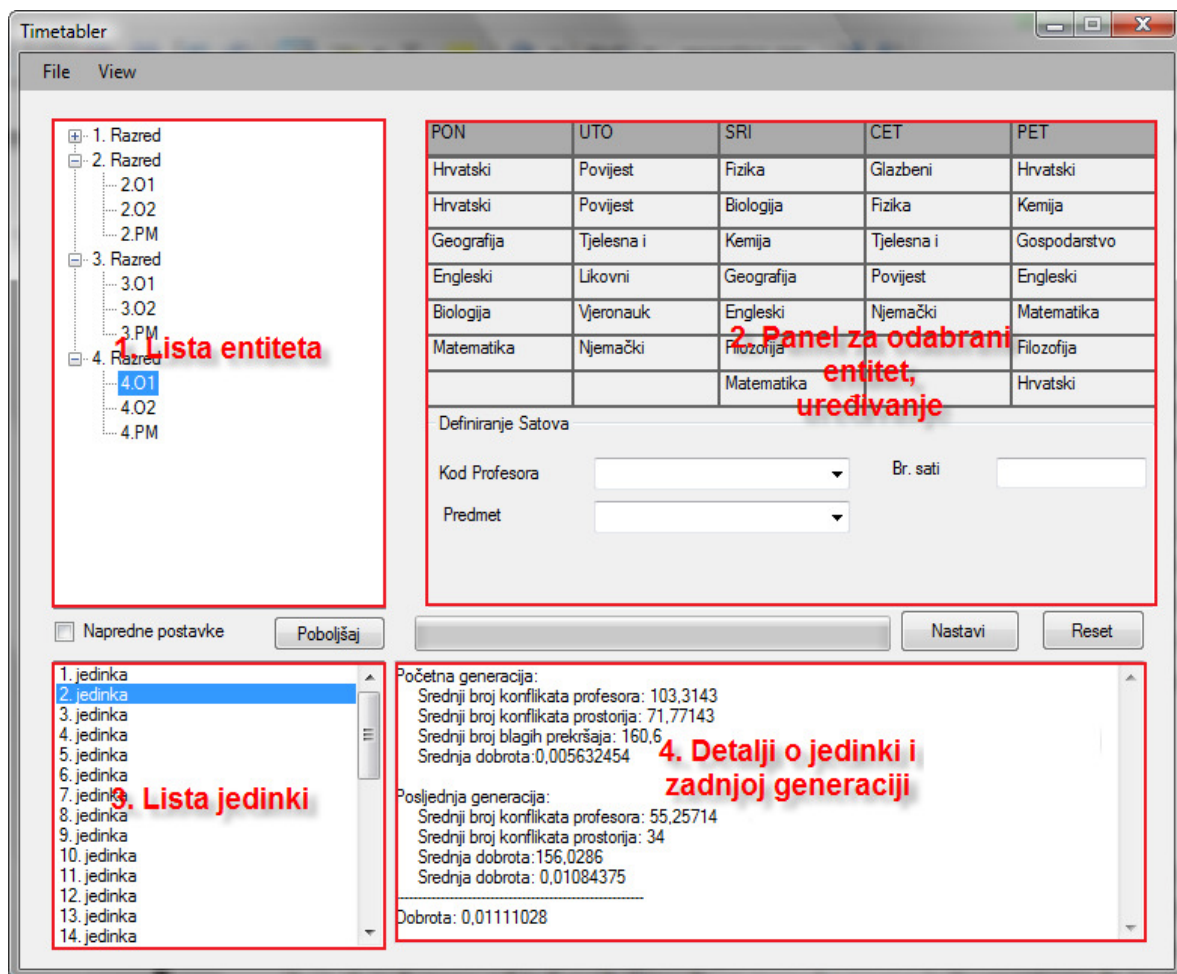 Timetabler
File View
1. Razred
2. Razred
2.O1
2.O2
2.PM
3. Razred
3.O1
3.O2
3.PM
4. Razred
4.O1
4.O2
4.PM
1. Lista entiteta
PON UTO SRI CET PET
Hrvatski Povijest Fizika Glazbeni Hrvatski
Hrvatski Povijest Biologija Fizika Kemija
Geografija Tjelesna i Kemija Tjelesna i Gospodarstvo
Engleski Likovni Geografija Povijest Engleski
Biologija Vjeronauk Engleski Njemački Matematika
Matematika Njemački Filozofija Filozofija
Matematika Hrvatski
2. Panel za odabrani
entitet,
uređivanje
Definiranje Satova
Kod Profesora Br. sati
Predmet
Napredne postavke Poboljšaj Nastavi Reset
1. jedinka
2. jedinka
3. jedinka
4. jedinka
5. jedinka
6. jedinka
7. jedinka
8. jedinka
9. jedinka
10. jedinka
11. jedinka
12. jedinka
13. jedinka
14. jedinka
3. Lista jedinki
Početna generacija:
Srednji broj konflikata profesora: 103,3143
Srednji broj konflikata prostorija: 71,77143
Srednji broj blagih prekršaja: 160,6
Srednja dobrota:0,005632454
Posljednja generacija:
Srednji broj konflikata profesora: 55,25714
Srednji broj konflikata prostorija: 34
Srednja dobrota:156,0286
Srednja dobrota: 0,01084375
------------------------------------------------------------
Dobrota: 0,01111028
4. Detalji o jedinki i
zadnjoj generaciji